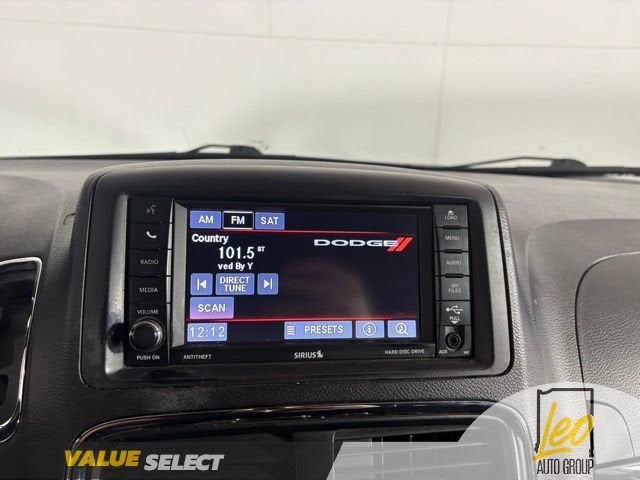 AM FM SAT
LOAD
Country
DODGE
MENU
101.5 ST
RADIO
ved By Y
AUDIO
DIRECT
TUNE
MEDIA
MY
FILES
SCAN
VOLUME
PULL
12:12
PRESETS
PUSH ON
ANTITHEFT
SIRIUS
HARD DISC DRIVE
AUX
VALUE SELECT
Leo
AUTO GROUP